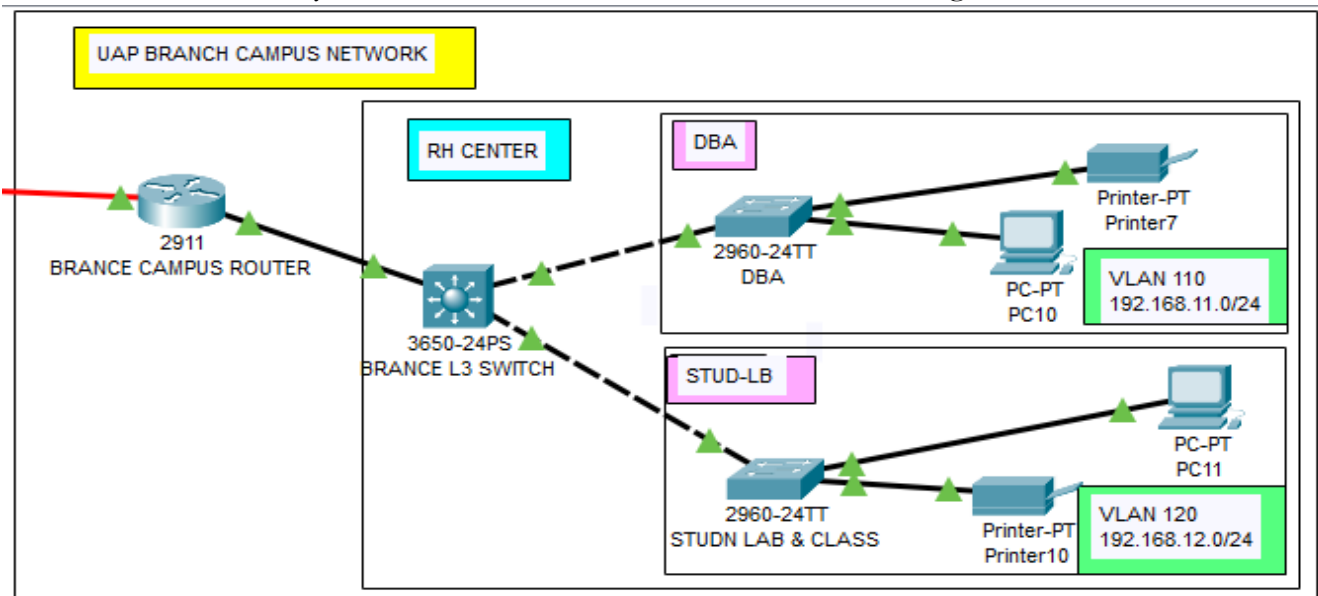 UAP BRANCH CAMPUS NETWORK
RH CENTER
DBA
Printer-PT
Printer7
2911
BRANCE CAMPUS ROUTER
2960-24TT
DBA
PC-PT
PC10
VLAN 110
192.168.11.0/24
3650-24PS
BRANCE L3 SWITCH
STUD-LB
PC-PT
PC11
2960-24TT
STUDN LAB & CLASS
Printer-PT
Printer10
VLAN 120
192.168.12.0/24